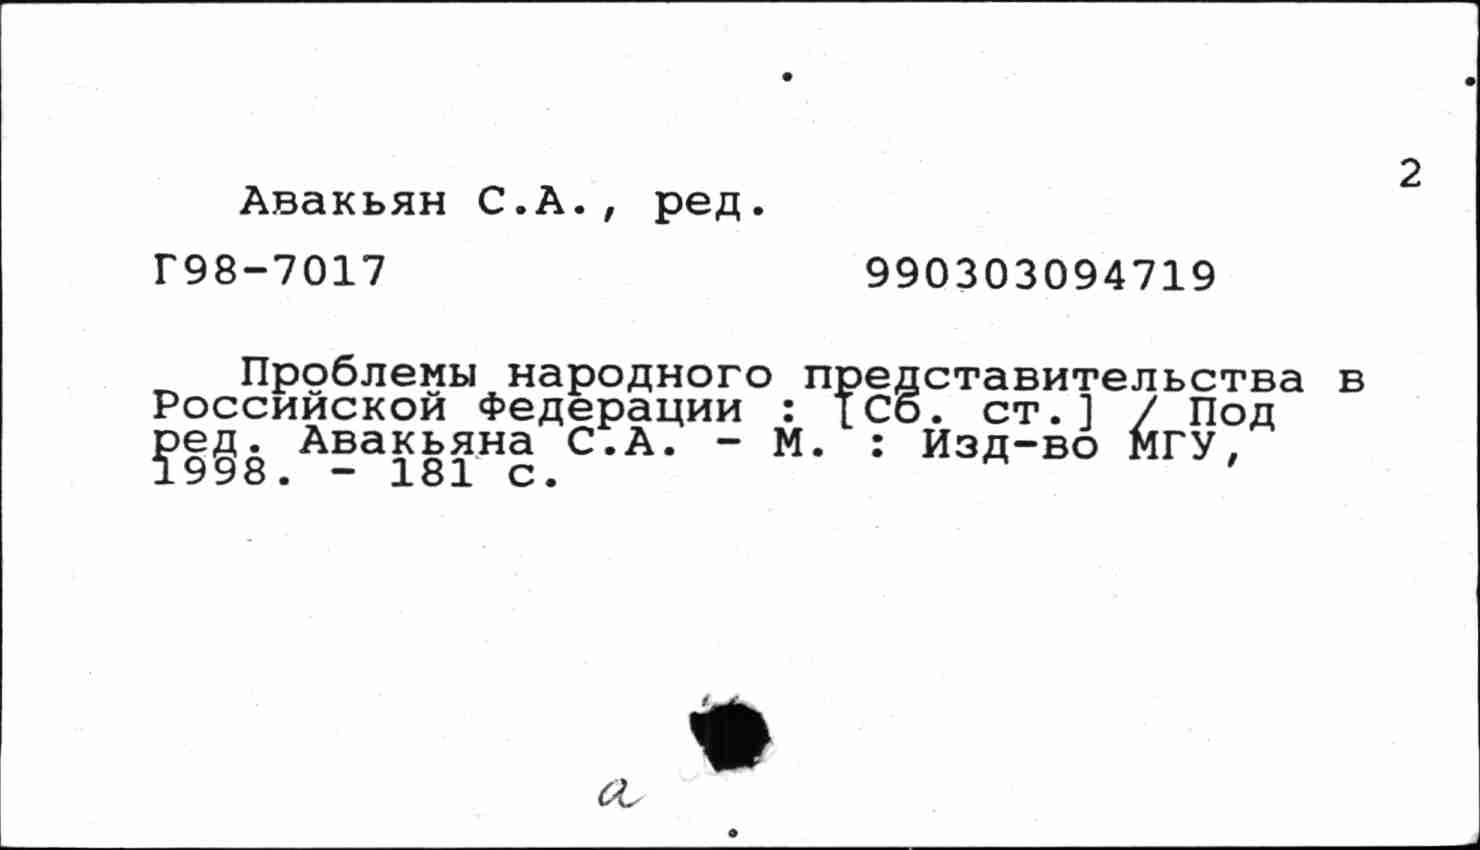 2
Авакьян С.А., ред.
Г98-7017 990303094719
Проблемы народного представительства в
Российской Федерации : [Сб. ст.] / Под
ред. Авакьяна С.А. - М. : Изд-во МГУ,
1998. - 181 с.
а